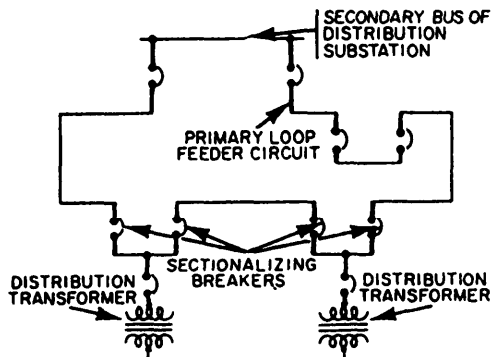 SECONDARY BUS OF
DISTRIBUTION
SUBSTATION
PRIMARY LOOP
FEEDER CIRCUIT
SECTIONALIZING
BREAKERS
DISTRIBUTION
TRANSFORMER
DISTRIBUTION
TRANSFORMER